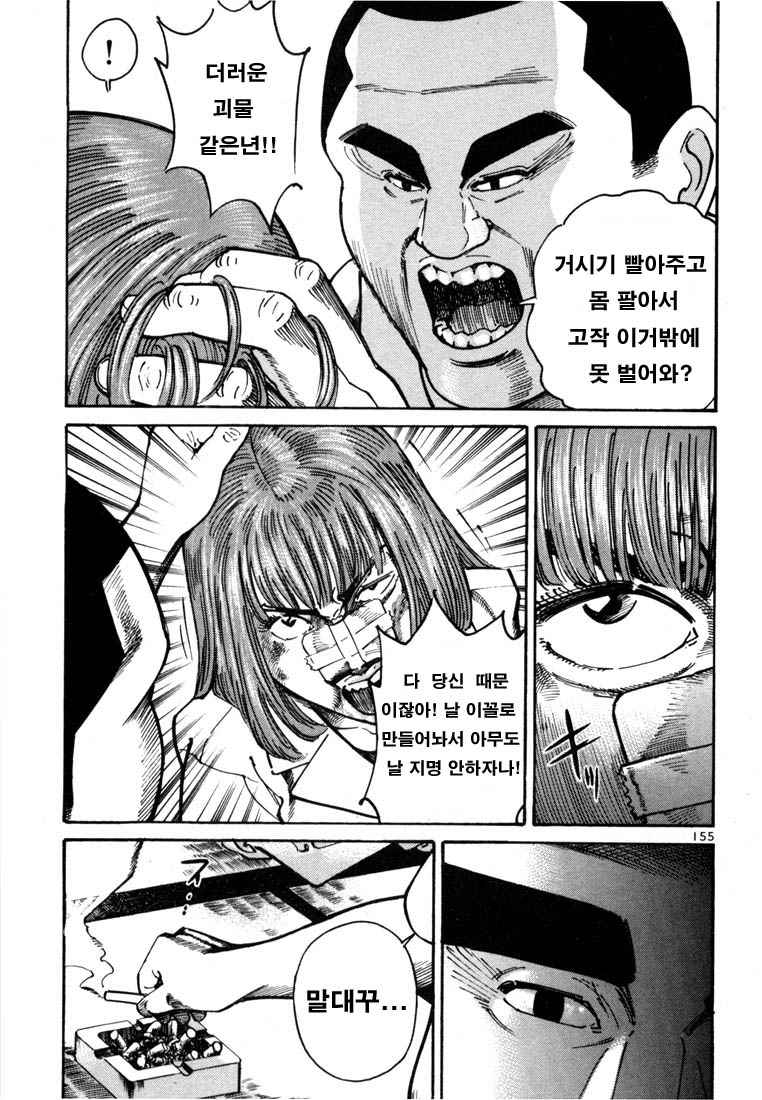 !
더러운
괴물
같은년!!
거시기 빨아주고
몸 팔아서
고작 이거밖에
못 벌어와?
다 당신 때문
이잖아! 날 이꼴로
만들어놔서 아무도
날 지명 안하자나!
ギッ
155
말대꾸...